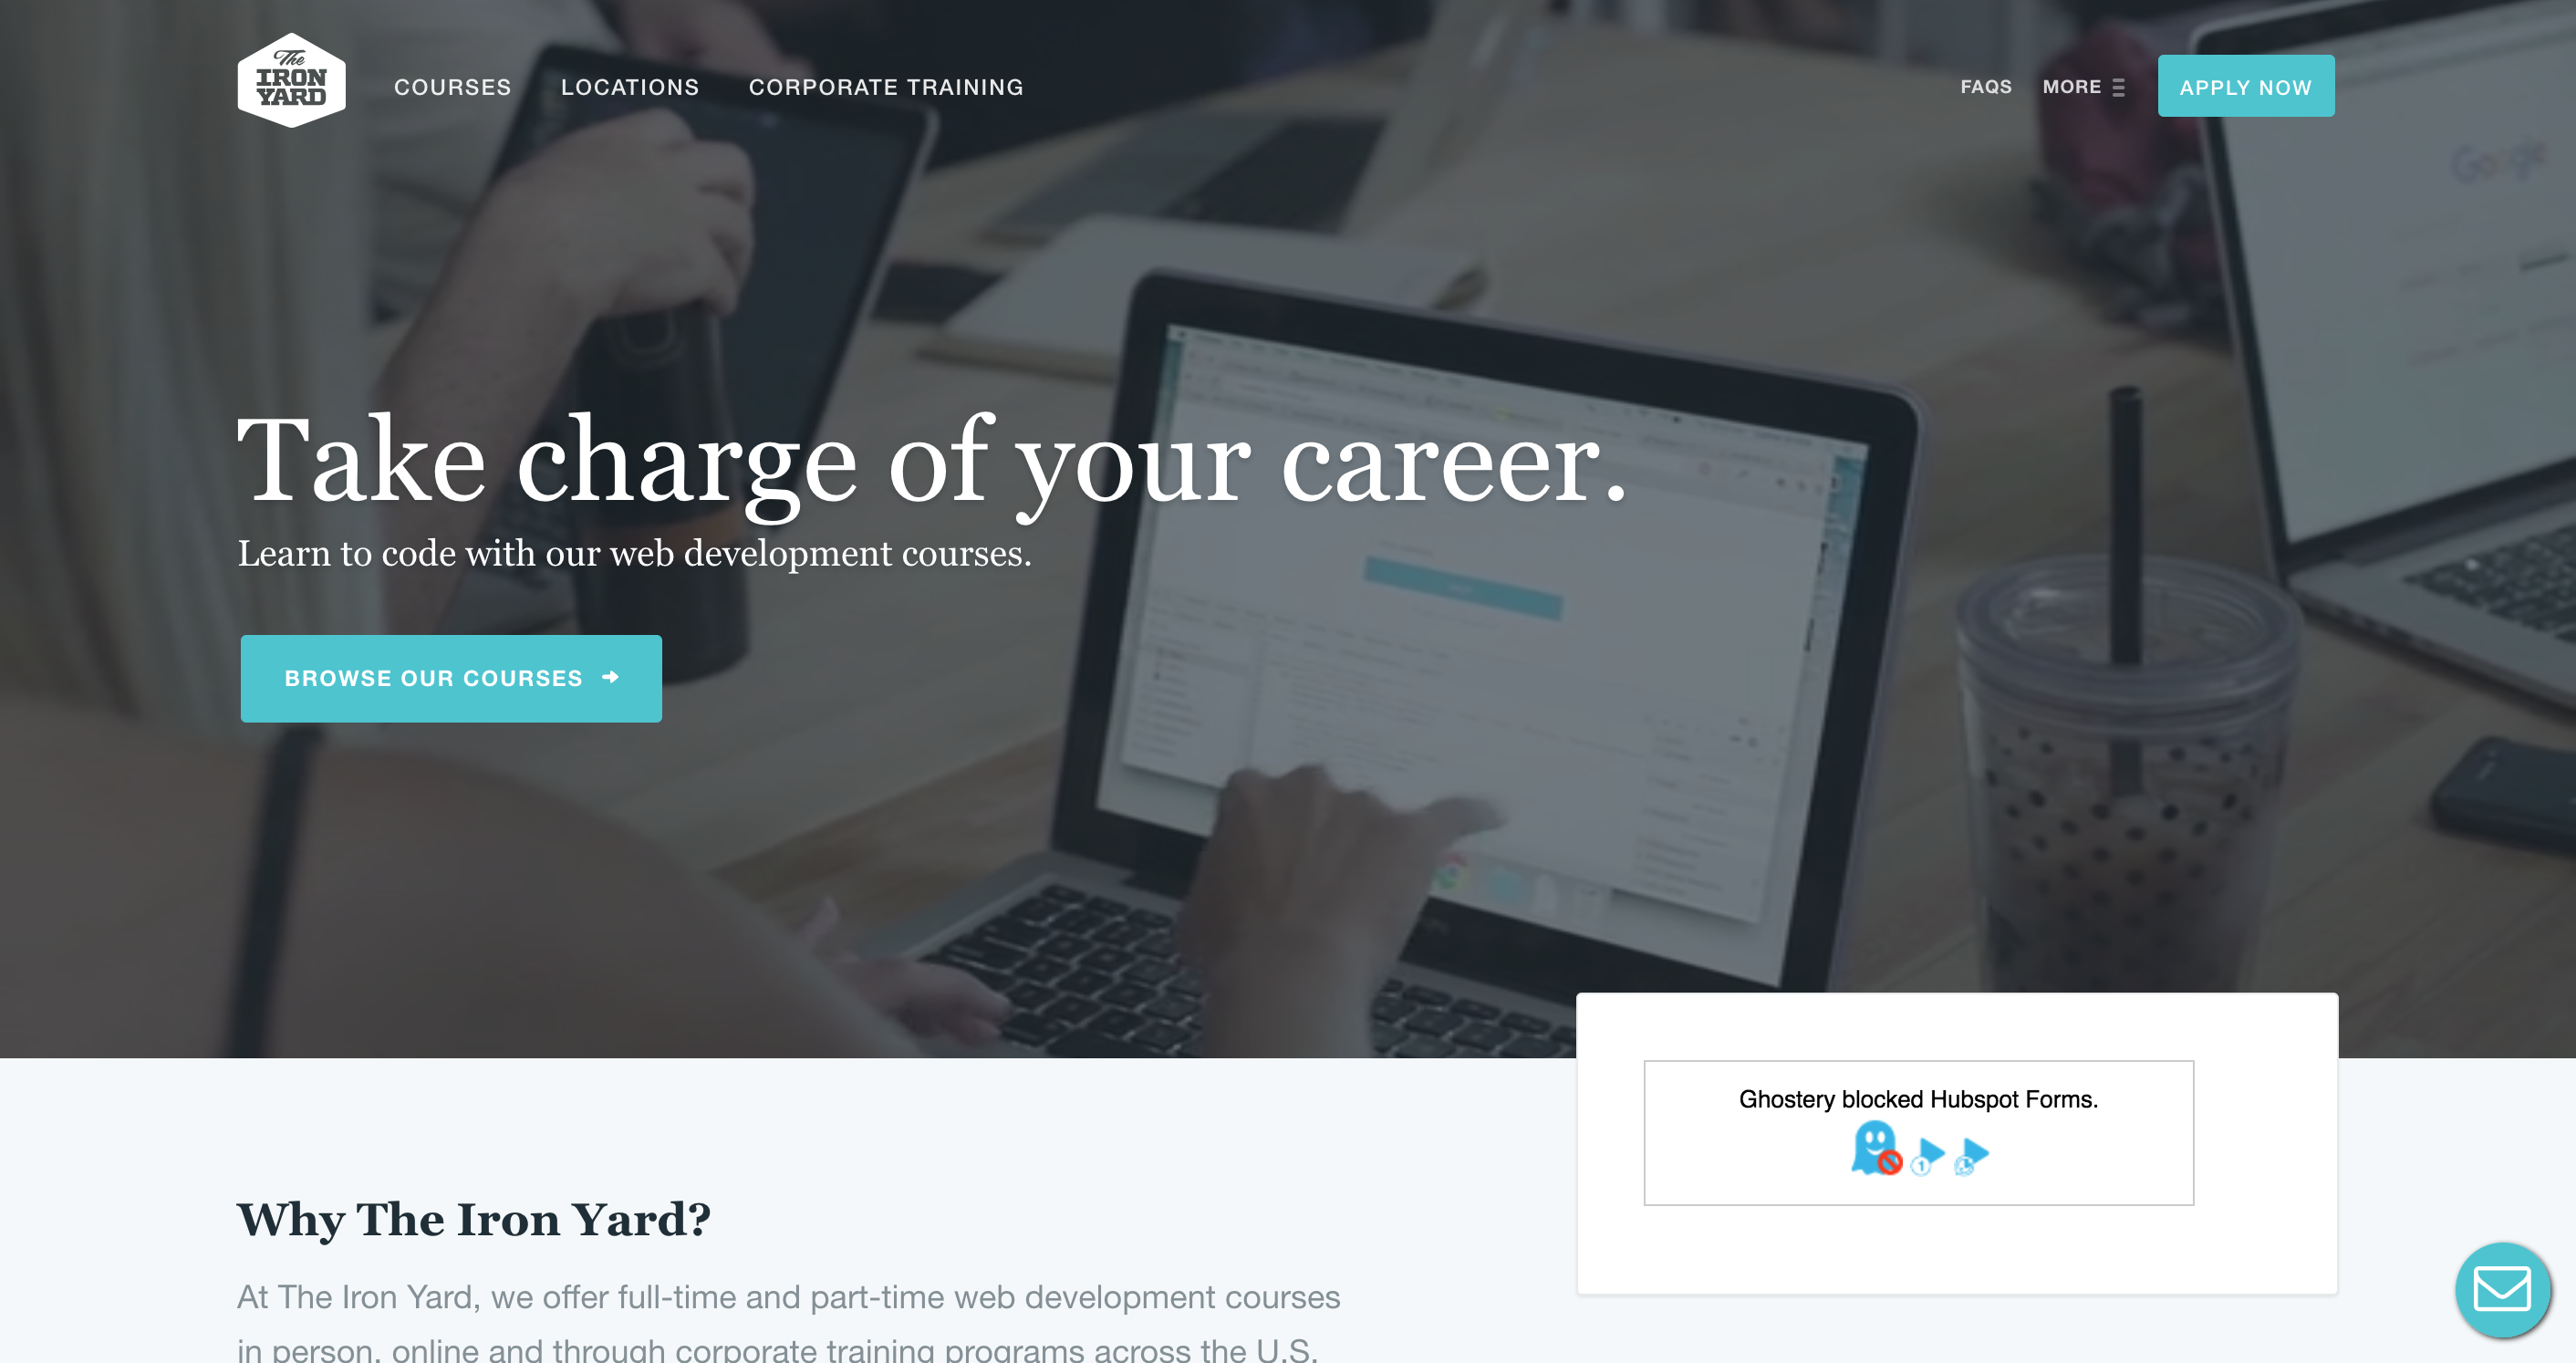 The
IRON
YARD
COURSES
LOCATIONS
CORPORATE TRAINING
FAQS
MORE
APPLY NOW
Google
Take charge of your career.
Learn to code with our web development courses.
BROWSE OUR COURSES
Ghostery blocked Hubspot Forms.
1
Why The Iron Yard?
At The Iron Yard, we offer full-time and part-time web development courses
in person, online and through corporate training programs across the U.S.